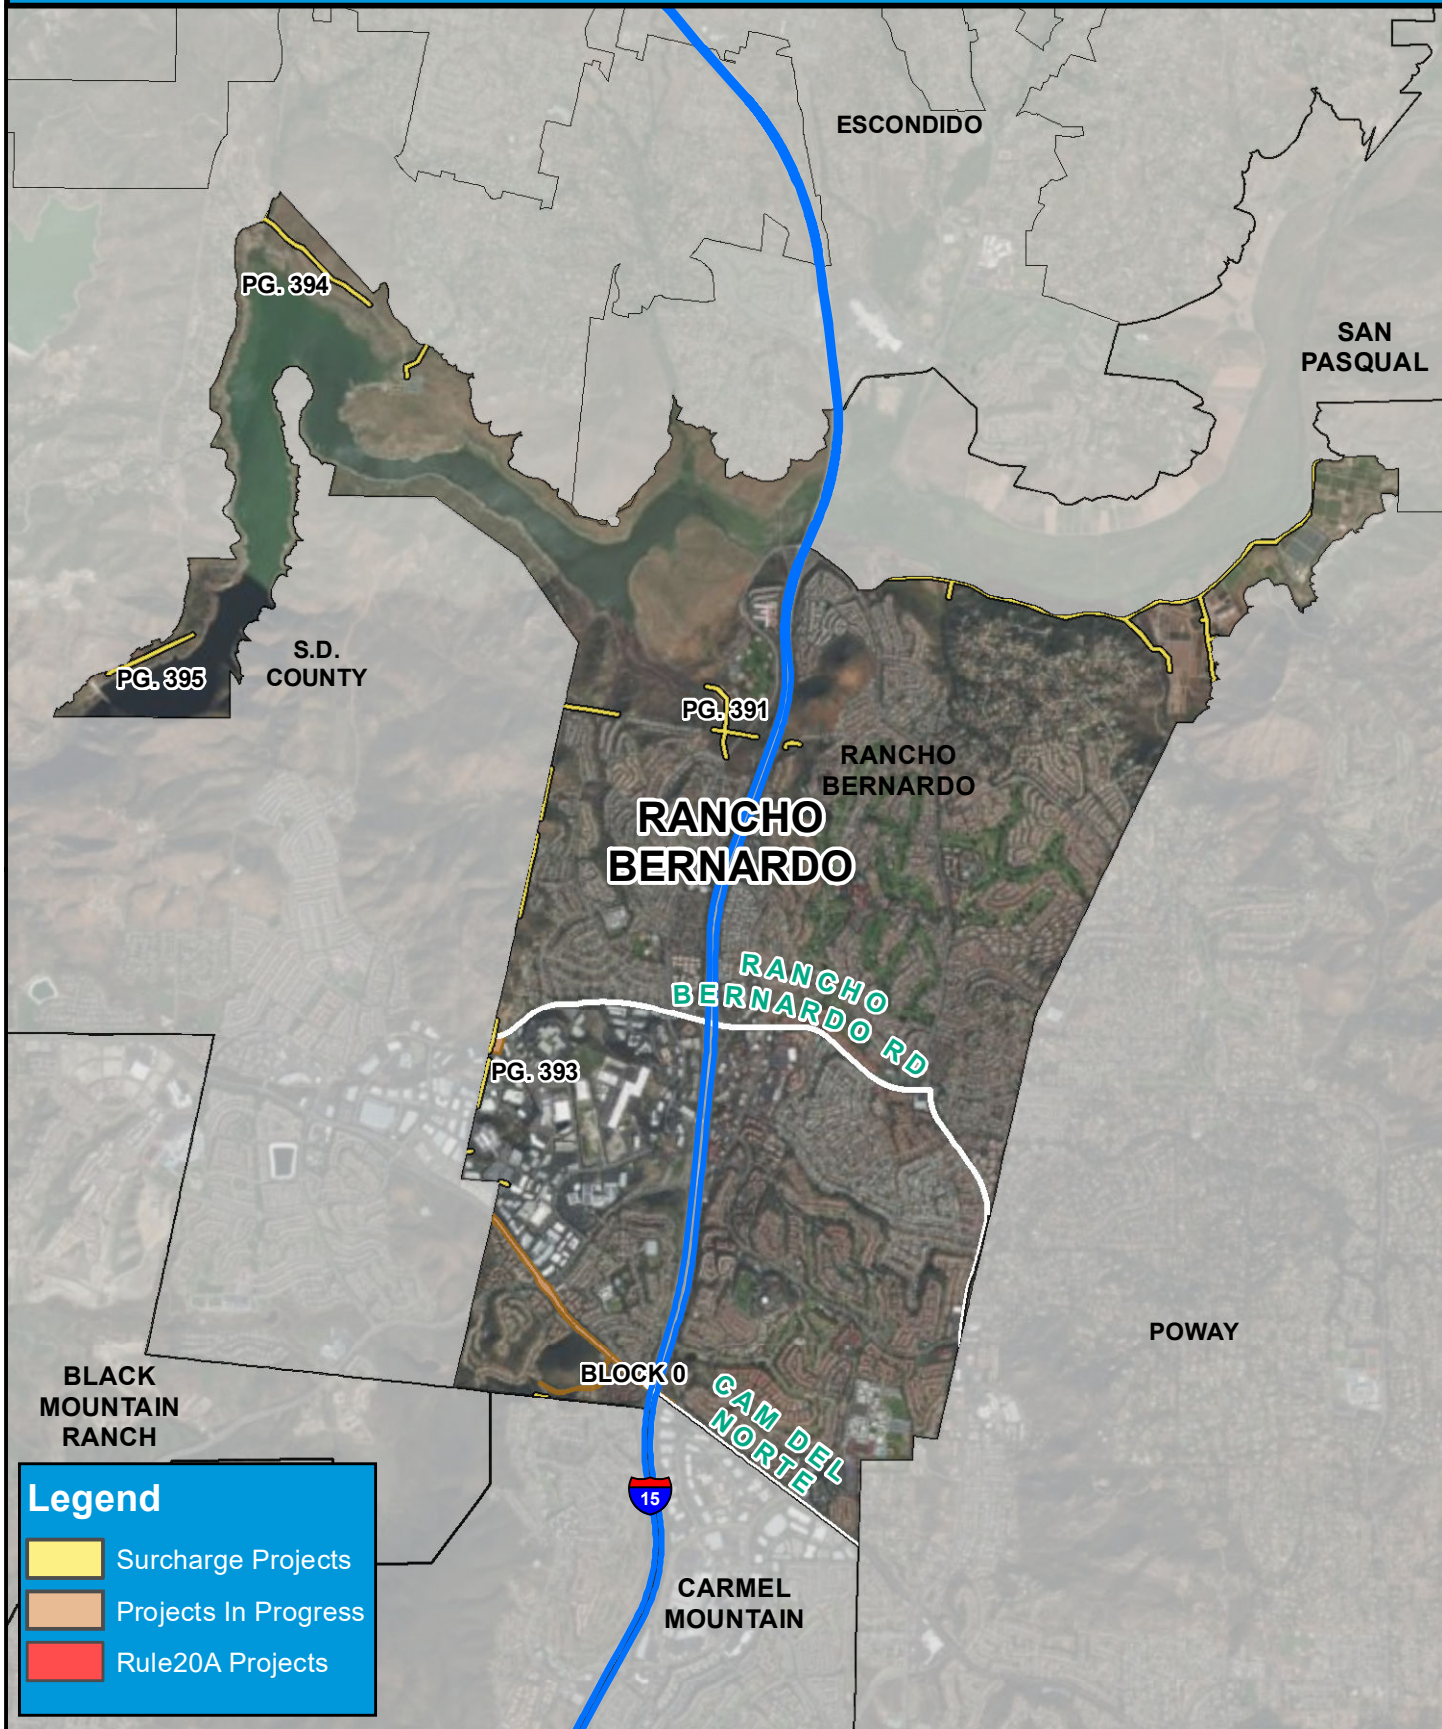 ESCONDIDO
PG. 394
SAN
PASQUAL
S.D.
COUNTY
PG. 395
PG. 391
RANCHO
BERNARDO
RANCHO
BERNARDO
RANCHO
BERNARDO RD
PG. 393
POWAY
BLOCK 0
BLACK
MOUNTAIN
RANCH
CAM DEL
NORTE
15
CARMEL
MOUNTAIN
Legend
Surcharge Projects
Projects In Progress
Rule20A Projects